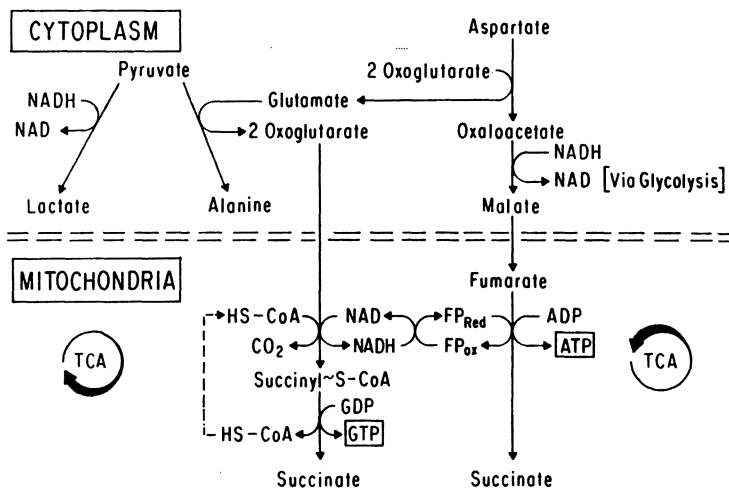 CYTOPLASM
Aspartate
Pyruvate
2 Oxoglutarate
NADH
Glutamate
NAD
2 Oxoglutarate
Oxaloacetate
NADH
NAD [Via Glycolysis]
Lactate
Alanine
Malate
MITOCHONDRIA
Fumarate
HS-CoA
NAD
FPRed
ADP
TCA
CO2
NADH
FPox
ATP
TCA
Succinyl~S-CoA
GDP
HS-CoA
GTP
Succinate
Succinate